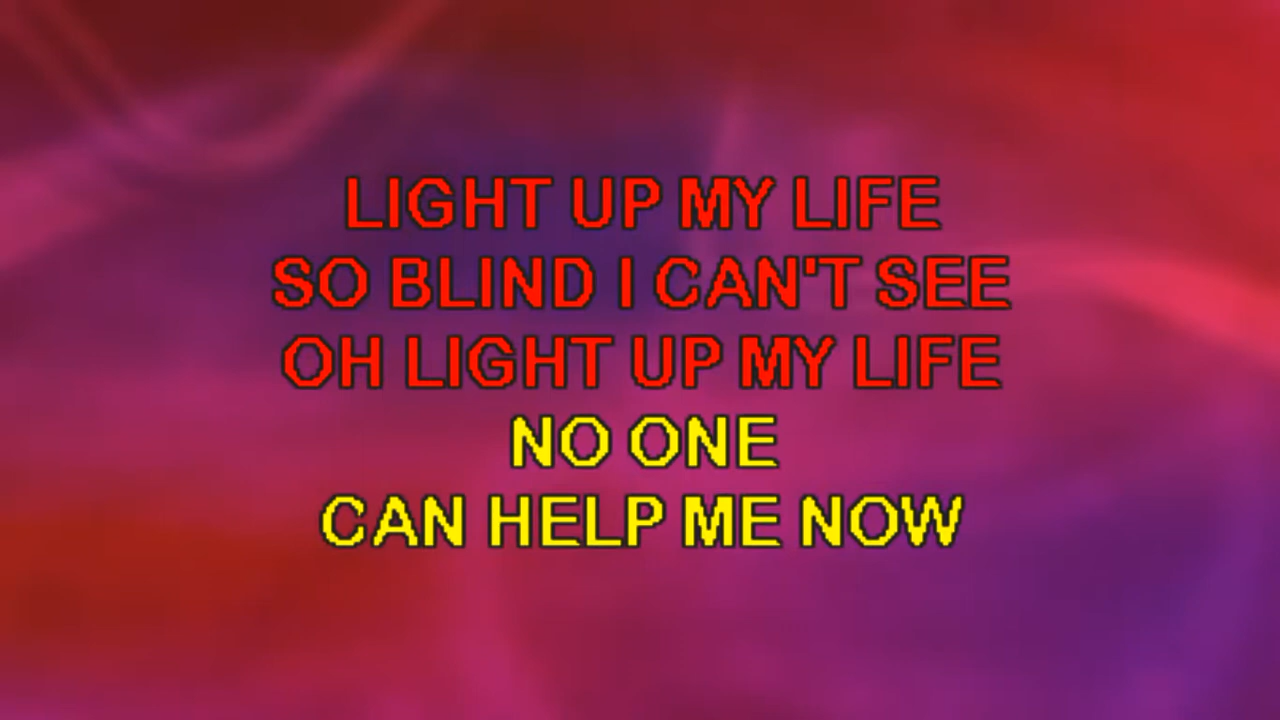 LIGHT UP MY LIFE
SO BLIND I CAN'T SEE
OH LIGHT UP MY LIFE
NO ONE
CAN HELP ME NOW